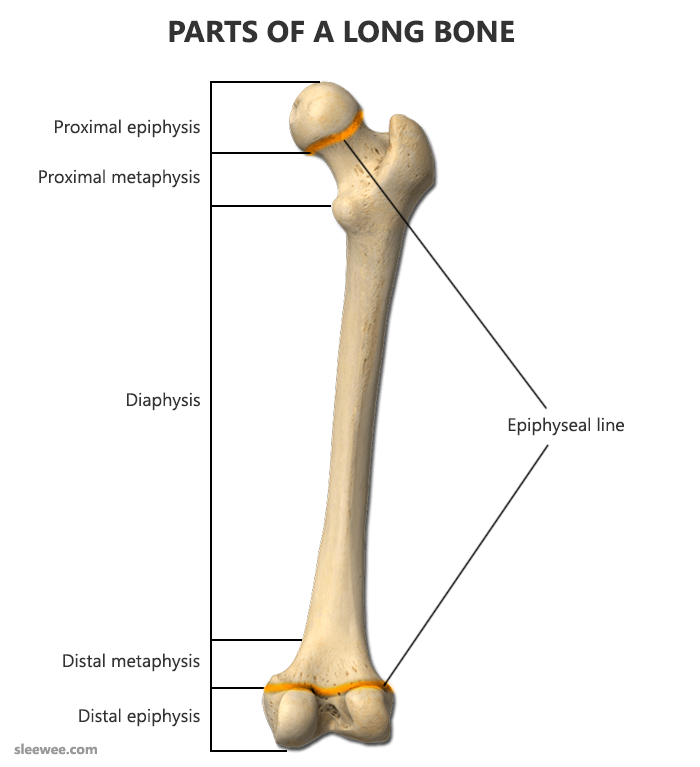 PARTS OF A LONG BONE
Proximal epiphysis
Proximal metaphysis
Diaphysis
Epiphyseal line
Distal metaphysis
Distal epiphysis
sleewee.com